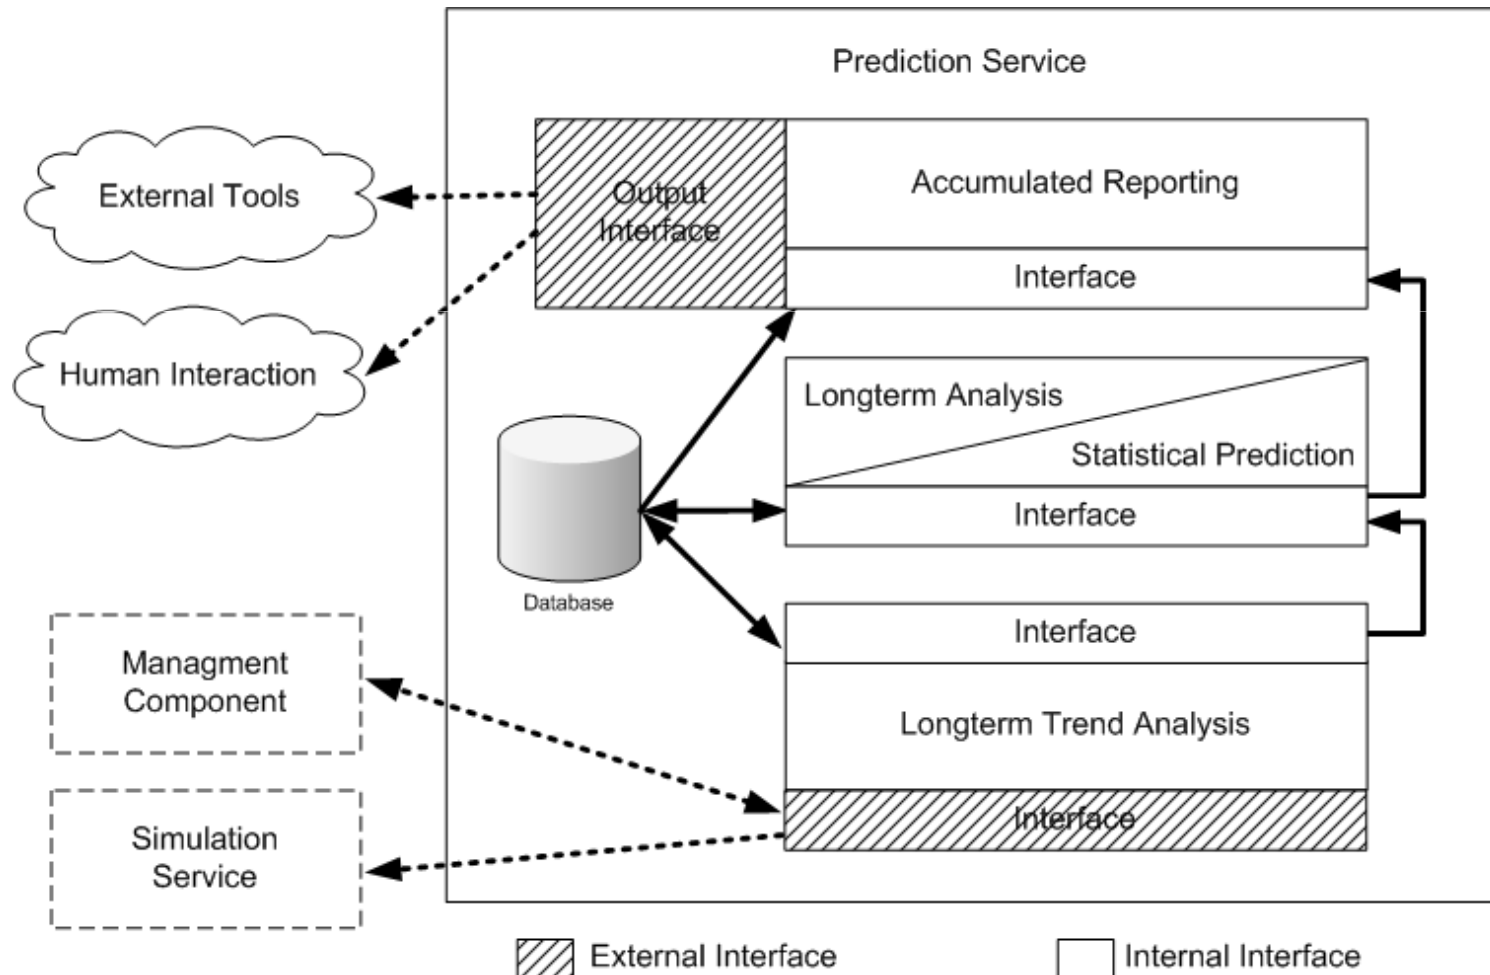 Prediction Service
External Tools
Output
Interface
Accumulated Reporting
Interface
Human Interaction
Longterm Analysis
Statistical Prediction
Interface
Database
Interface
Managment
Component
Longterm Trend Analysis
Interface
Simulation
Service
External Interface
Internal Interface